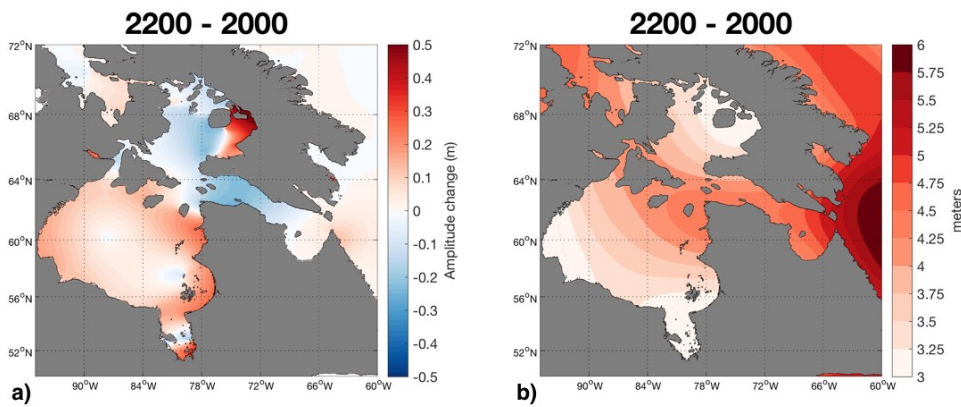 2200 - 2000
72°N
68°N
64°N
60°N
56°N
52°N
90°W 84°W 78°W 72°W 66°W 60°W
0.5
0.4
0.3
0.2
0.1
0
-0.1
-0.2
-0.3
-0.4
-0.5
Amplitude change (m)
a)
2200 - 2000
72°N
68°N
64°N
60°N
56°N
52°N
90°W 84°W 78°W 72°W 66°W 60°W
6
5.75
5.5
5.25
5
4.75
4.5
4.25
4
3.75
3.5
3.25
3
meters
b)